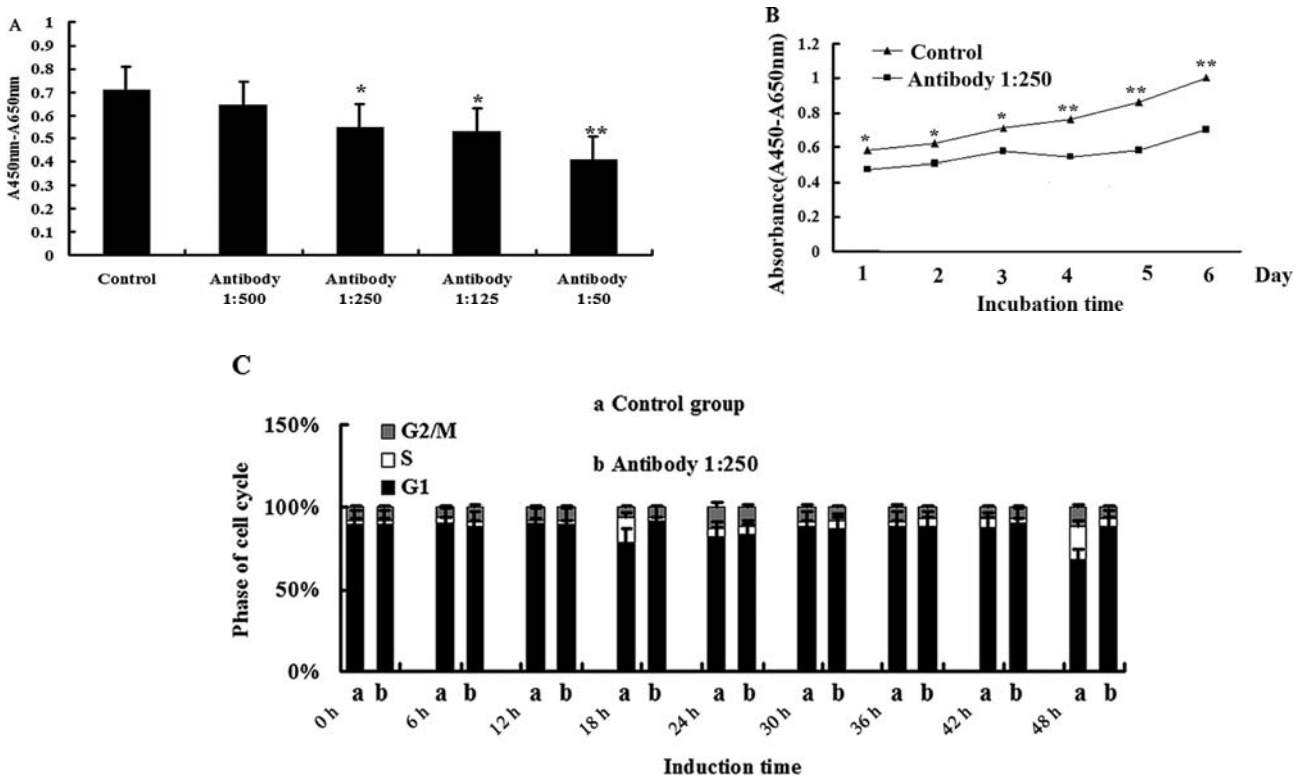 A
A450nm-A650nm
1
0.9
0.8
0.7
0.6
0.5
0.4
0.3
0.2
0.1
0
*
*
**
Control
Antibody
1:500
Antibody
1:250
Antibody
1:125
Antibody
1:50
B
Absorbance(A450-A650nm)
1.2
1
0.8
0.6
0.4
0.2
0
Control
Antibody 1:250
*
*
*
**
**
**
1 2 3 4 5 6 Day
Incubation time
C
a Control group
b Antibody 1:250
Phase of cell cycle
150%
100%
50%
0%
G2/M
S
G1
a b a b a b a b a b a b a b a b a b
0 h 6 h 12 h 18 h 24 h 30 h 36 h 42 h 48 h
Induction time